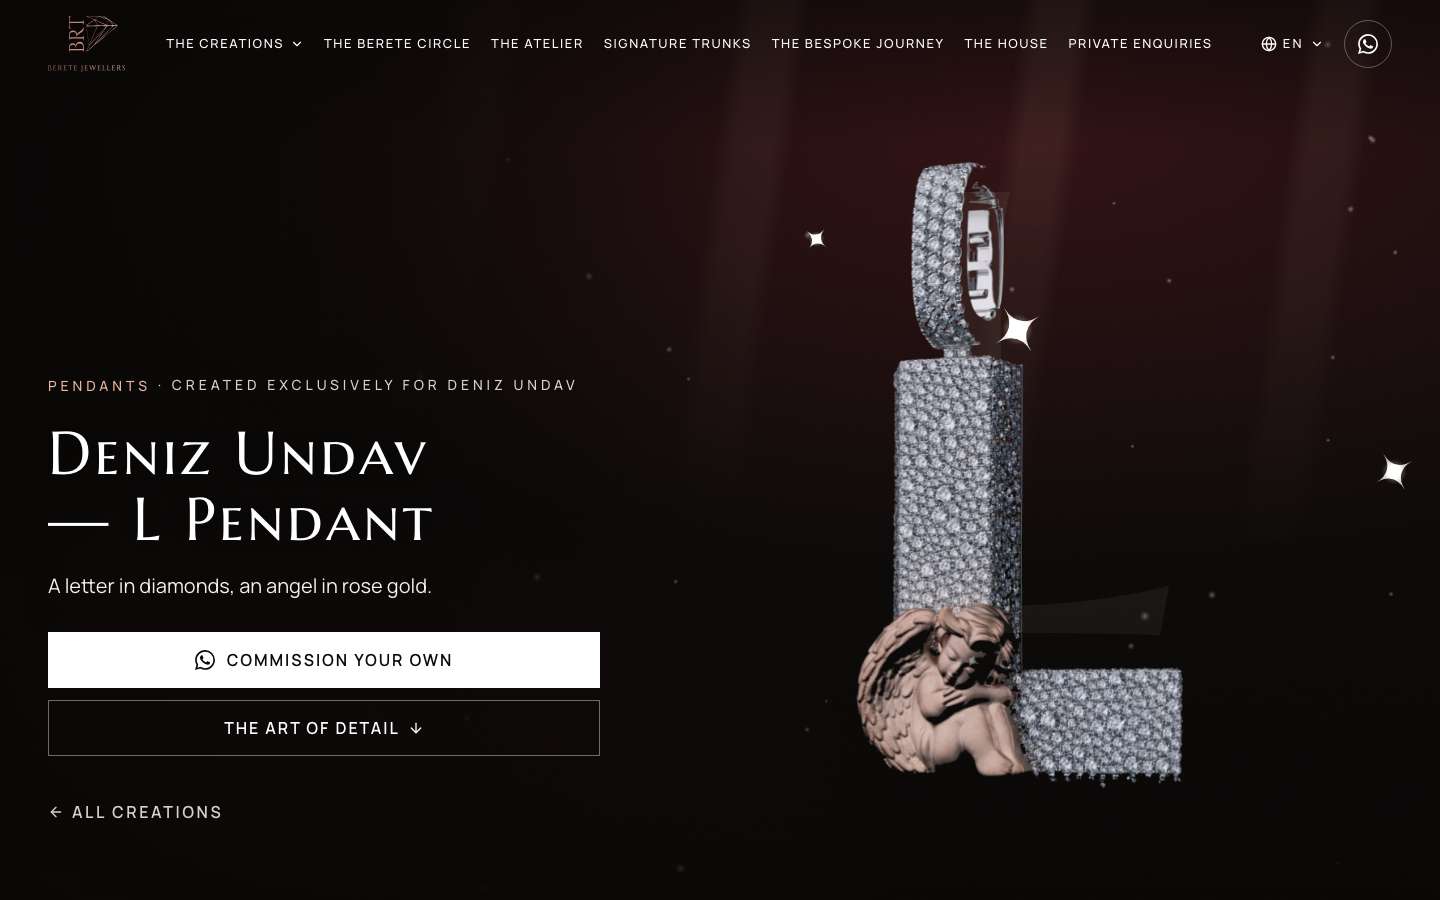 BRT
BERETE JEWELLERS
THE CREATIONS
THE BERETE CIRCLE
THE ATELIER
SIGNATURE TRUNKS
THE BESPOKE JOURNEY
THE HOUSE
PRIVATE ENQUIRIES
EN
PENDANTS · CREATED EXCLUSIVELY FOR DENIZ UNDAV
DENIZ UNDAV
— L PENDANT
A letter in diamonds, an angel in rose gold.
COMMISSION YOUR OWN
THE ART OF DETAIL ↓
← ALL CREATIONS